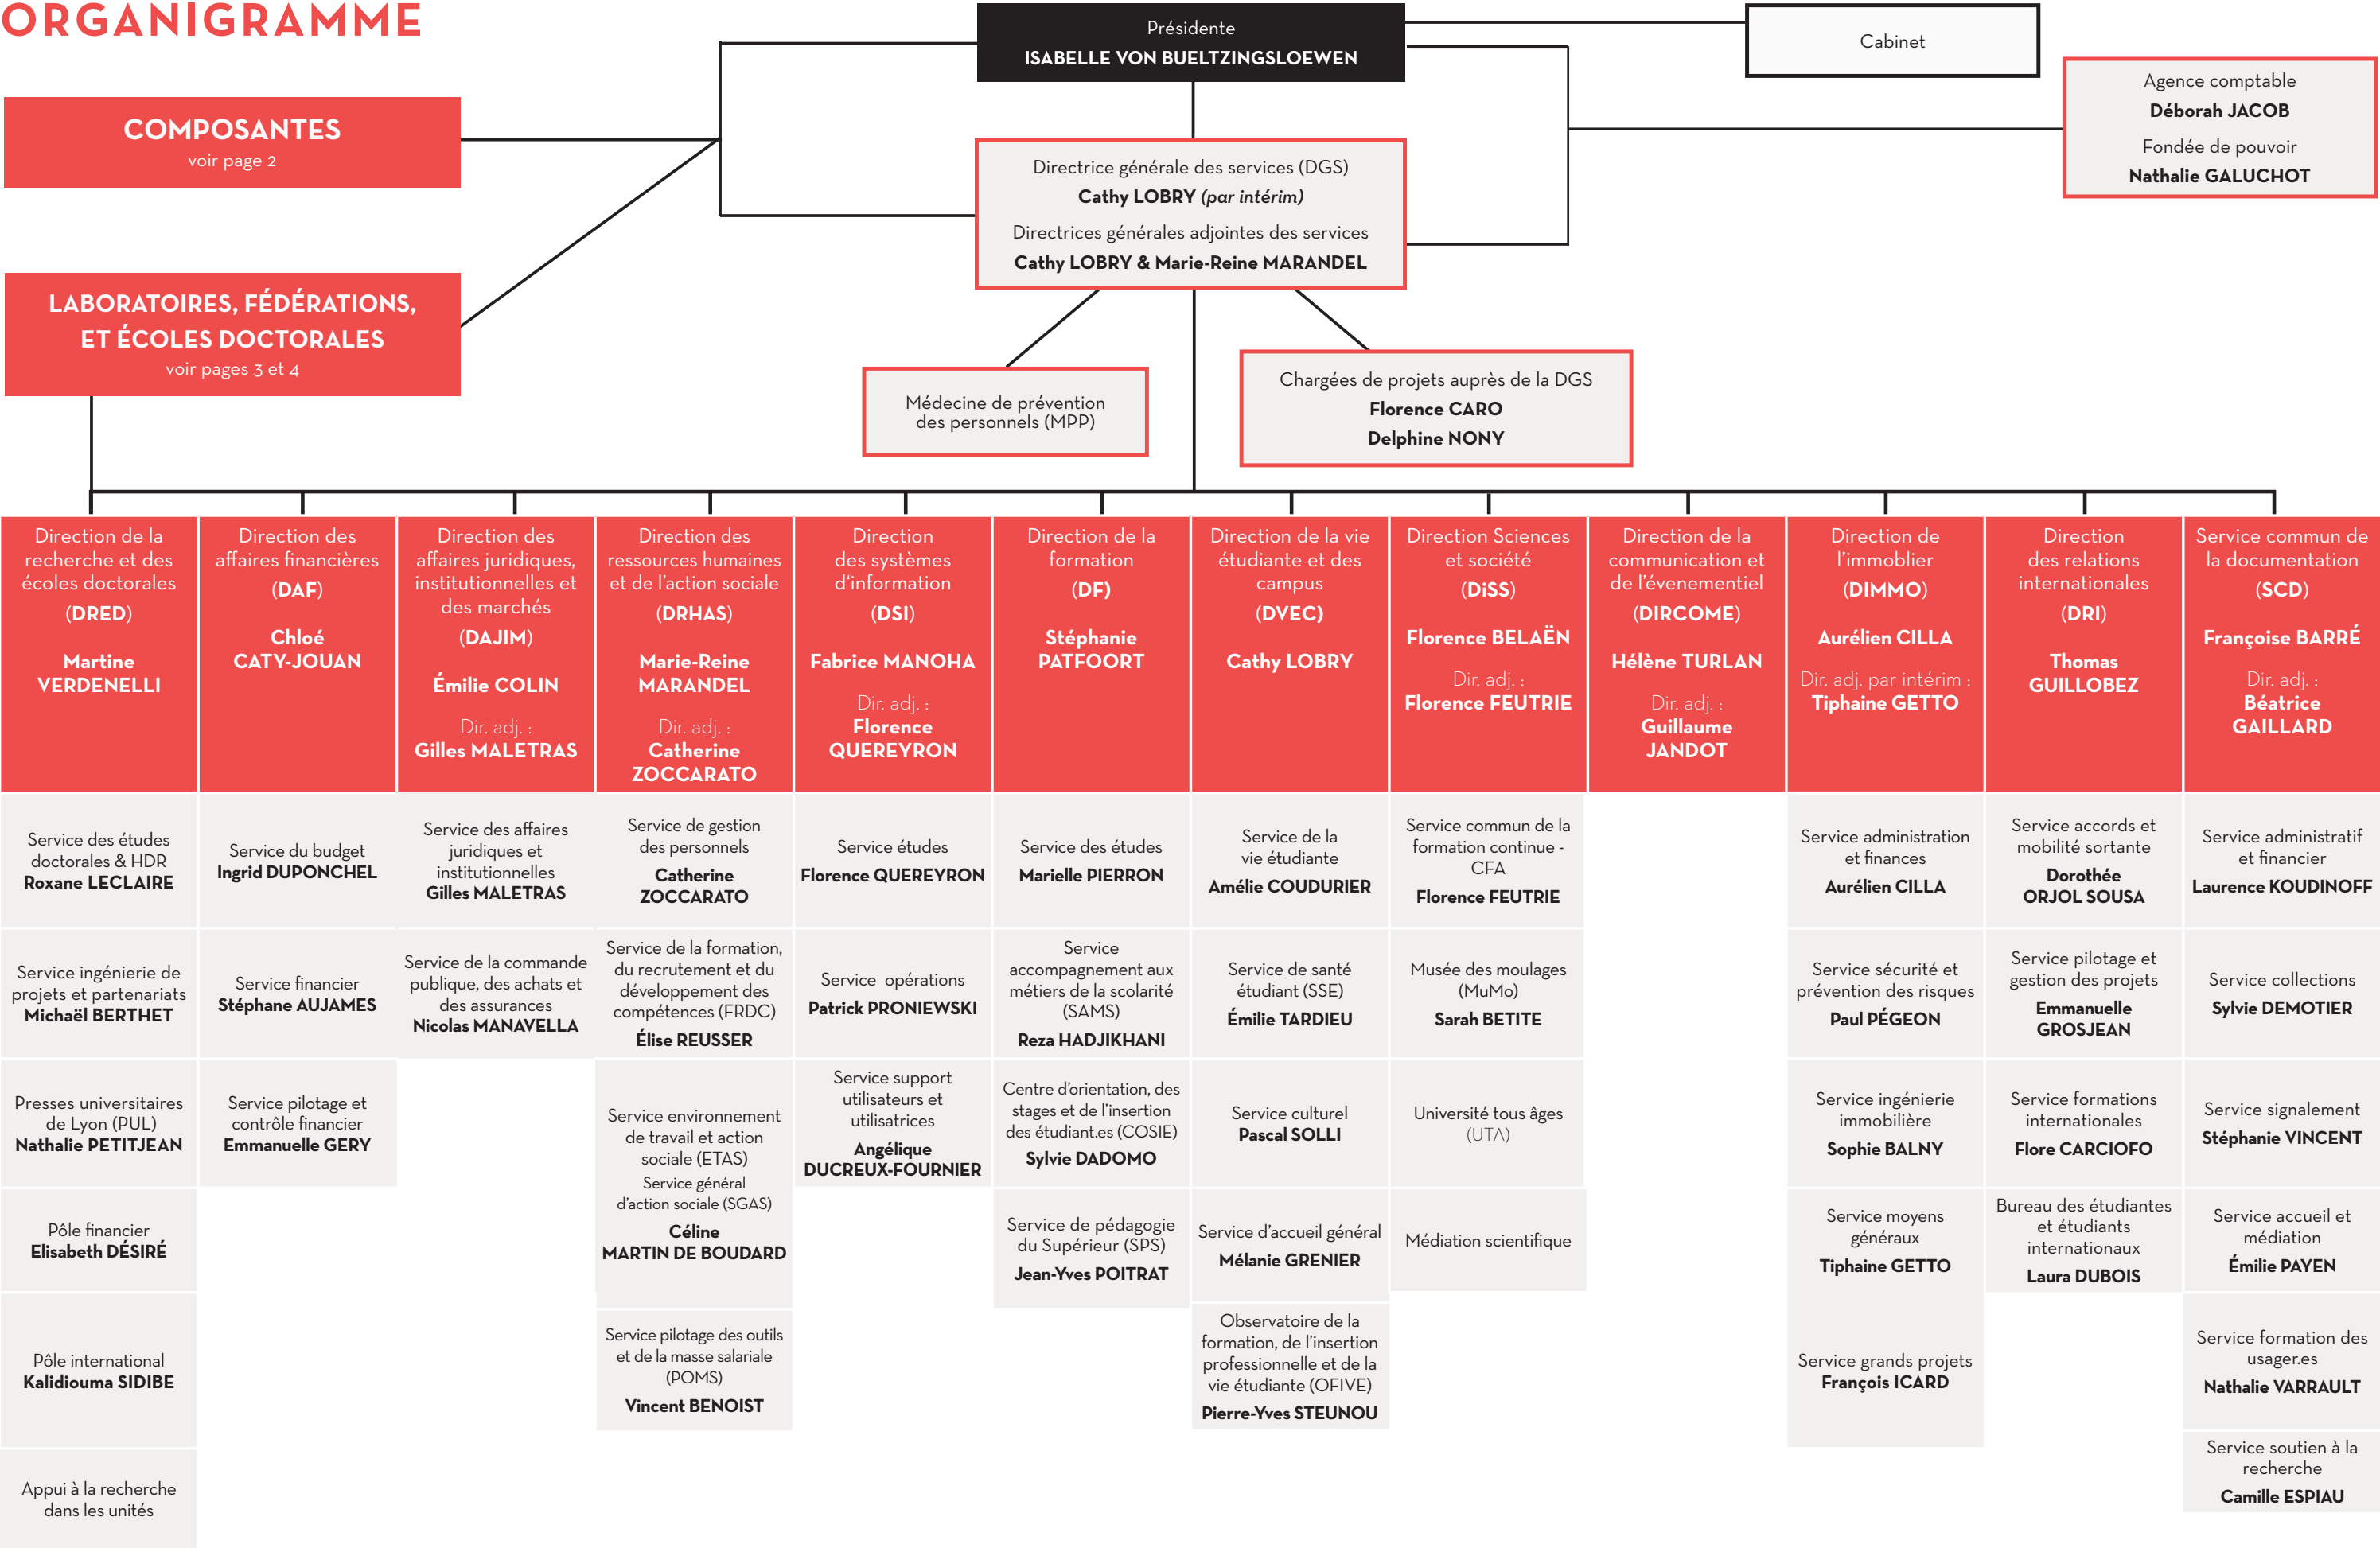 ORGANIGRAMME
Présidente
ISABELLE VON BUELTZINGSLOEWEN
Cabinet
Agence comptable
Déborah JACOB
Fondée de pouvoir
Nathalie GALUCHOT
COMPOSANTES
voir page 2
Directrice générale des services (DGS)
Cathy LOBRY (par intérim)
Directrices générales adjointes des services
Cathy LOBRY & Marie-Reine MARANDEL
LABORATOIRES, FÉDÉRATIONS,
ET ÉCOLES DOCTORALES
voir pages 3 et 4
Médecine de prévention
des personnels (MPP)
Chargées de projets auprès de la DGS
Florence CARO
Delphine NONY
Direction de la
recherche et des
écoles doctorales
(DRED)
Martine
VERDENELLI
Direction des
affaires financières
(DAF)
Chloé
CATY-JOUAN
Direction des
affaires juridiques,
institutionnelles et
des marchés
(DAJIM)
Émilie COLIN
Dir. adj. :
Gilles MALETRAS
Direction des
ressources humaines
et de l'action sociale
(DRHAS)
Marie-Reine
MARANDEL
Dir. adj. :
Catherine
ZOCCARATO
Direction
des systèmes
d'information
(DSI)
Fabrice MANOHA
Dir. adj. :
Florence
QUEREYRON
Direction de la
formation
(DF)
Stéphanie
PATFOORT
Direction de la vie
étudiante et des
campus
(DVEC)
Cathy LOBRY
Direction Sciences
et société
(DiSS)
Florence BELAËN
Dir. adj. :
Florence FEUTRIE
Direction de la
communication et
de l'évenementiel
(DIRCOME)
Hélène TURLAN
Dir. adj. :
Guillaume
JANDOT
Direction de
l'immoblier
(DIMMO)
Aurélien CILLA
Dir. adj. par intérim :
Tiphaine GETTO
Direction
des relations
internationales
(DRI)
Thomas
GUILLOBEZ
Service commun de
la documentation
(SCD)
Françoise BARRÉ
Dir. adj. :
Béatrice
GAILLARD
Service des études
doctorales & HDR
Roxane LECLAIRE
Service du budget
Ingrid DUPONCHEL
Service des affaires
juridiques et
institutionnelles
Gilles MALETRAS
Service de gestion
des personnels
Catherine
ZOCCARATO
Service études
Florence QUEREYRON
Service des études
Marielle PIERRON
Service de la
vie étudiante
Amélie COUDURIER
Service commun de la
formation continue -
CFA
Florence FEUTRIE
Service administration
et finances
Aurélien CILLA
Service accords et
mobilité sortante
Dorothée
ORJOL SOUSA
Service administratif
et financier
Laurence KOUDINOFF
Service ingénierie de
projets et partenariats
Michaël BERTHET
Service financier
Stéphane AUJAMES
Service de la commande
publique, des achats et
des assurances
Nicolas MANAVELLA
Service de la formation,
du recrutement et du
développement des
compétences (FRDC)
Élise REUSSER
Service  opérations
Patrick PRONIEWSKI
Service
accompagnement aux
métiers de la scolarité
(SAMS)
Reza HADJIKHANI
Service de santé
étudiant (SSE)
Émilie TARDIEU
Musée des moulages
(MuMo)
Sarah BETITE
Service sécurité et
prévention des risques
Paul PÉGEON
Service pilotage et
gestion des projets
Emmanuelle
GROSJEAN
Service collections
Sylvie DEMOTIER
Presses universitaires
de Lyon (PUL)
Nathalie PETITJEAN
Service pilotage et
contrôle financier
Emmanuelle GERY
Service environnement
de travail et action
sociale (ETAS)
Service général
d'action sociale (SGAS)
Céline
MARTIN DE BOUDARD
Service support
utilisateurs et
utilisatrices
Angélique
DUCREUX-FOURNIER
Centre d'orientation, des
stages et de l'insertion
des étudiant.es (COSIE)
Sylvie DADOMO
Service culturel
Pascal SOLLI
Université tous âges
(UTA)
Service ingénierie
immobilière
Sophie BALNY
Service formations
internationales
Flore CARCIOFO
Service signalement
Stéphanie VINCENT
Pôle financier
Elisabeth DÉSIRÉ
Service de pédagogie
du Supérieur (SPS)
Jean-Yves POITRAT
Service d'accueil général
Mélanie GRENIER
Médiation scientifique
Service moyens
généraux
Tiphaine GETTO
Bureau des étudiantes
et étudiants
internationaux
Laura DUBOIS
Service accueil et
médiation
Émilie PAYEN
Pôle international
Kalidiouma SIDIBE
Service pilotage des outils
et de la masse salariale
(POMS)
Vincent BENOIST
Observatoire de la
formation, de l'insertion
professionnelle et de la
vie étudiante (OFIVE)
Pierre-Yves STEUNOU
Service grands projets
François ICARD
Service formation des
usager.es
Nathalie VARRAULT
Appui à la recherche
dans les unités
Service soutien à la
recherche
Camille ESPIAU